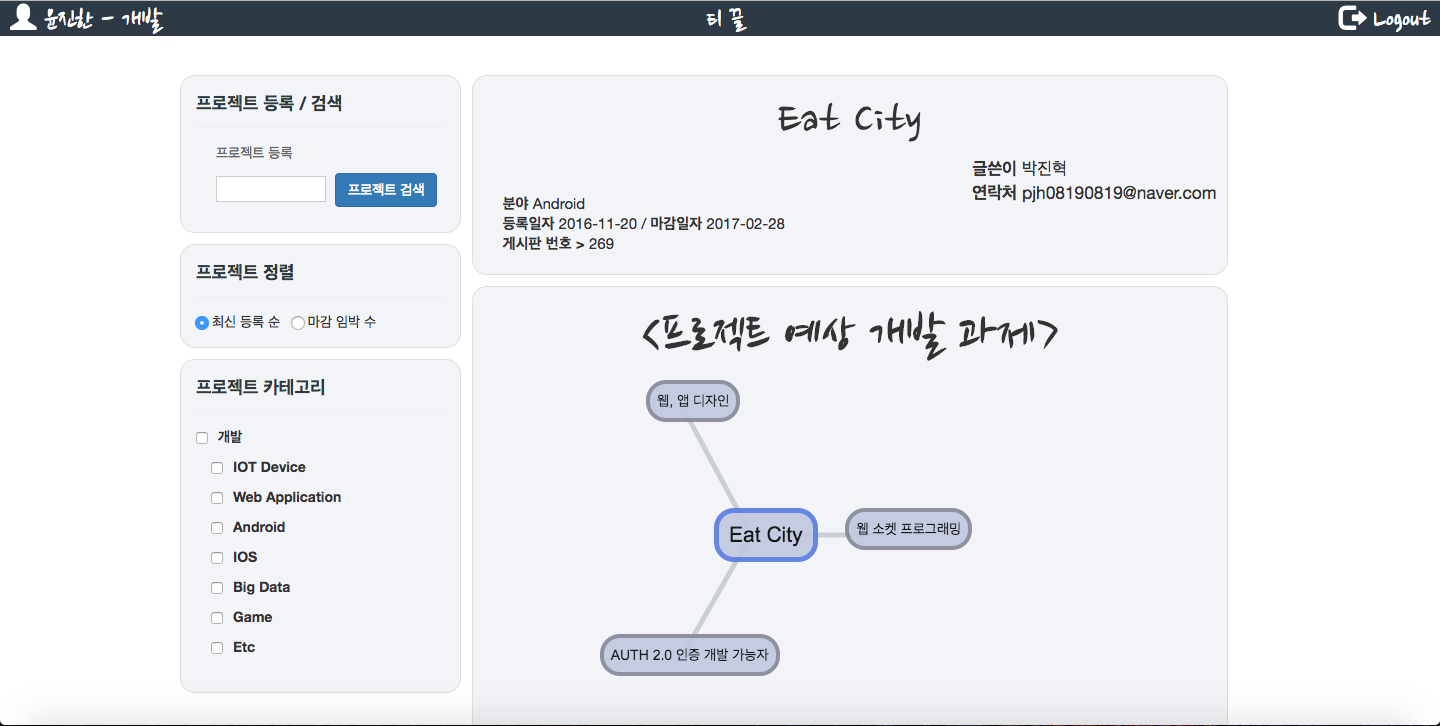 윤진한 - 개발
티 끌
Logout
프로젝트 등록 / 검색
프로젝트 등록
프로젝트 검색
프로젝트 정렬
최신 등록 순 마감 임박 수
프로젝트 카테고리
개발
IOT Device
Web Application
Android
IOS
Big Data
Game
Etc
Eat City
글쓴이 박진혁
연락처 pjh08190819@naver.com
분야 Android
등록일자 2016-11-20 / 마감일자 2017-02-28
게시판 번호 > 269
<프로젝트 예상 개발 과제>
웹, 앱 디자인
Eat City
웹 소켓 프로그래밍
AUTH 2.0 인증 개발 가능자